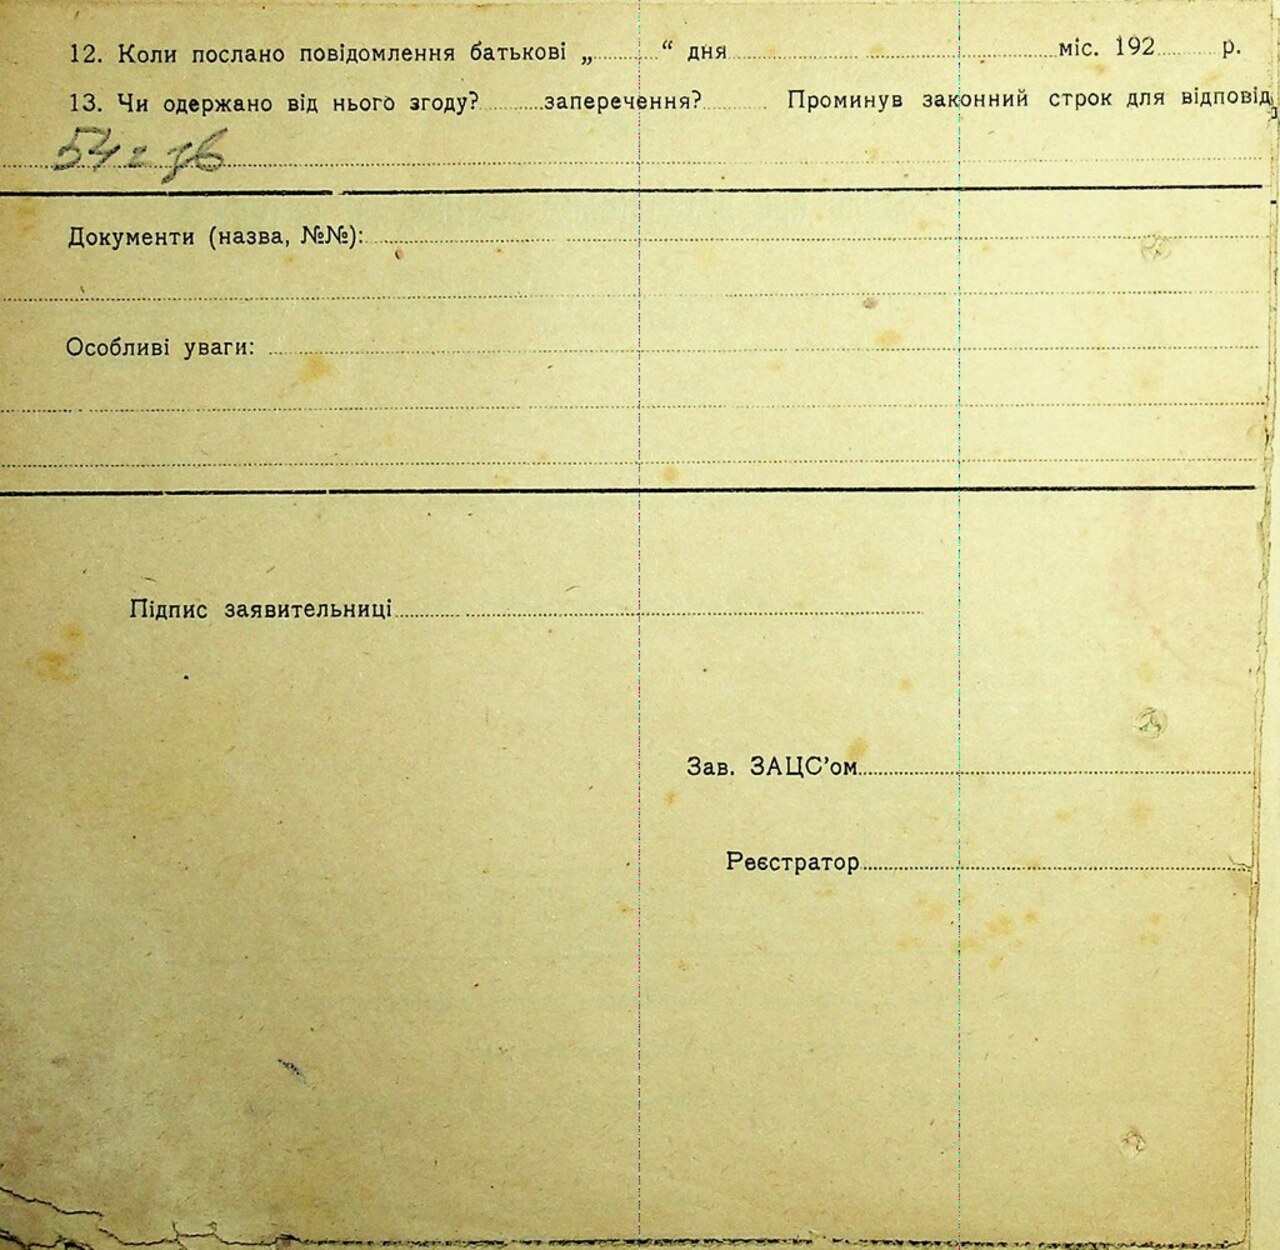 12. Коли послано повідомлення батькові „........“ дня.................... міс. 192...... р.
13. Чи одержано від нього згоду?........заперечення?........ Проминув законний строк для відповід
54
Документи (назва, №№):
Особливі уваги:
Підпис заявительниці
Зав. ЗАЦС’ом
Реєстратор